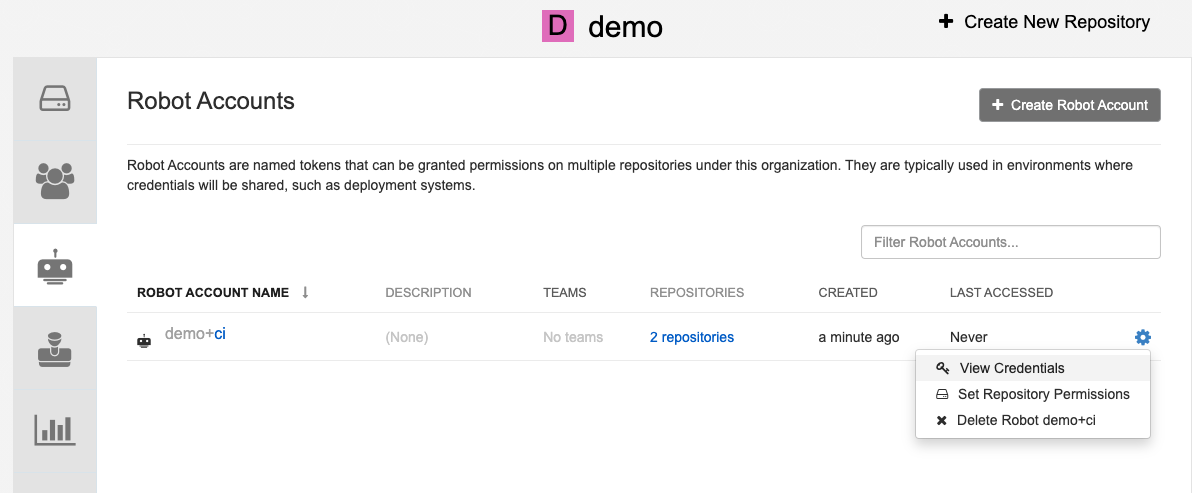 D demo
+ Create New Repository
Robot Accounts
+ Create Robot Account
Robot Accounts are named tokens that can be granted permissions on multiple repositories under this organization. They are typically used in environments where
credentials will be shared, such as deployment systems.
Filter Robot Accounts...
ROBOT ACCOUNT NAME ↓ DESCRIPTION TEAMS REPOSITORIES CREATED LAST ACCESSED
demo+ci (None) No teams 2 repositories a minute ago Never
View Credentials
Set Repository Permissions
Delete Robot demo+ci